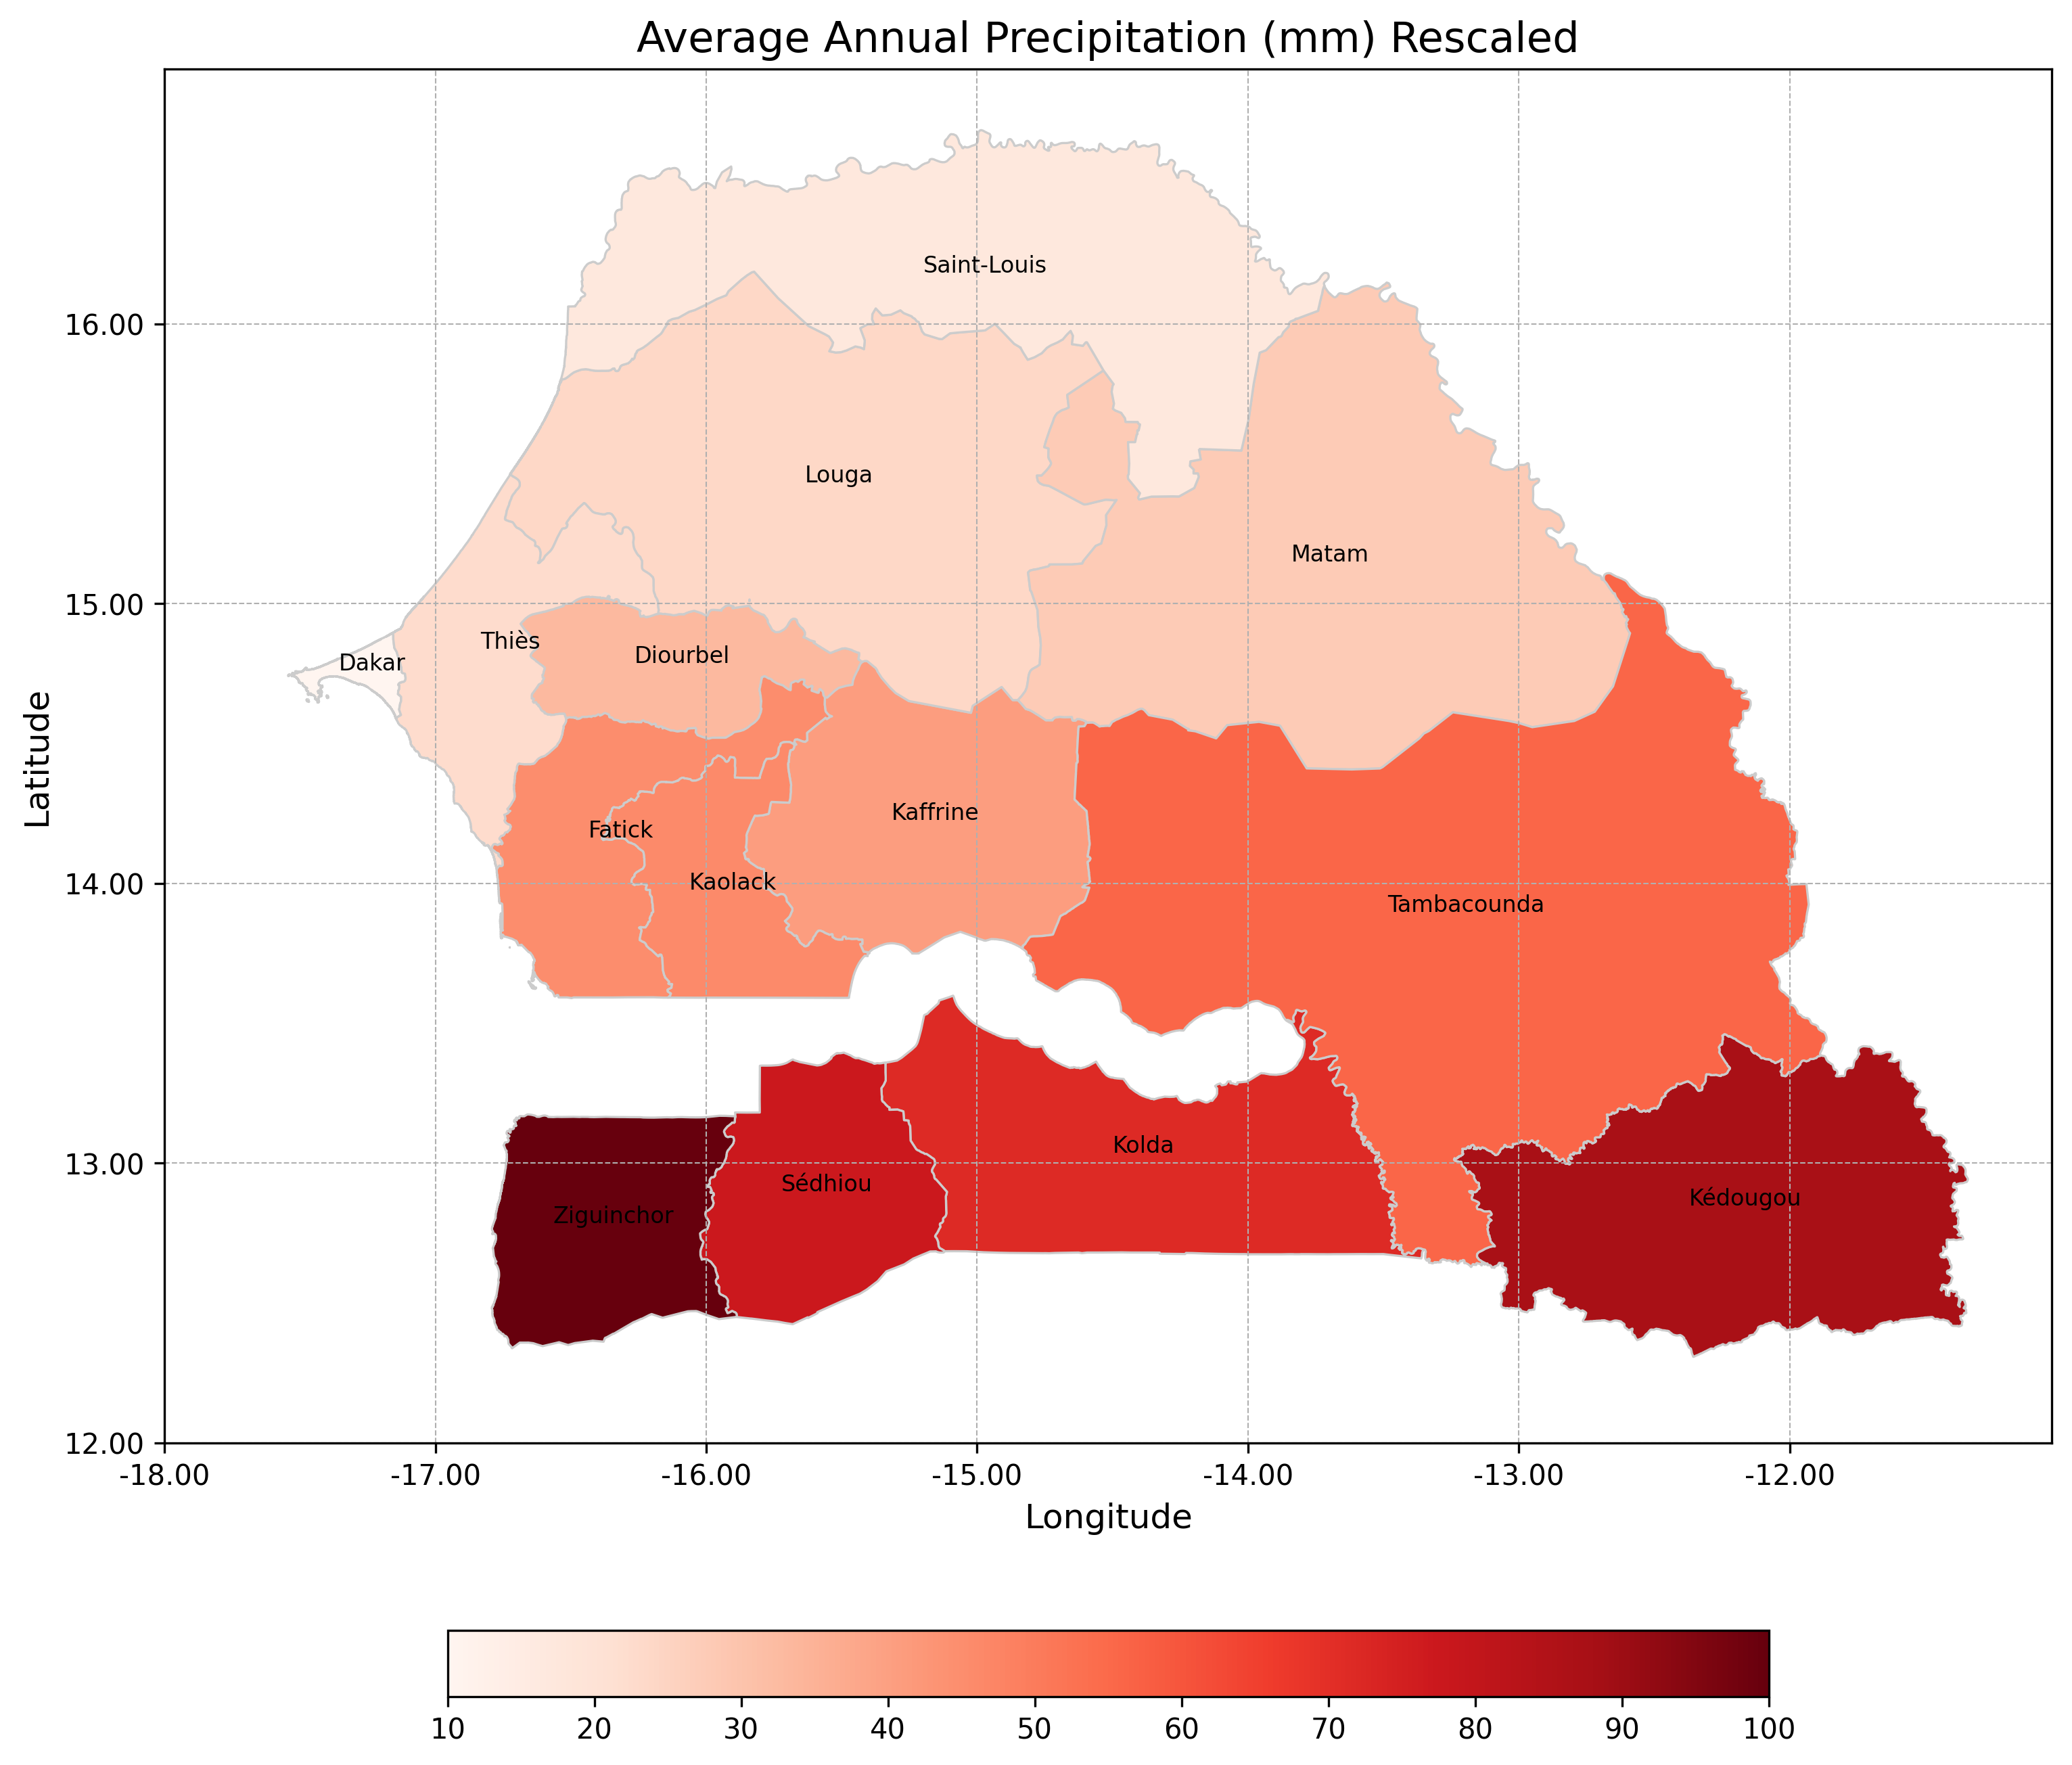 Average Annual Precipitation (mm) Rescaled
Latitude
16.00
15.00
14.00
13.00
12.00
Saint-Louis
Louga
Matam
Thiès
Diourbel
Dakar
Kaffrine
Fatick
Kaolack
Tambacounda
Kolda
Sédhiou
Kédougou
Ziguinchor
-18.00 -17.00 -16.00 -15.00 -14.00 -13.00 -12.00
Longitude
10 20 30 40 50 60 70 80 90 100